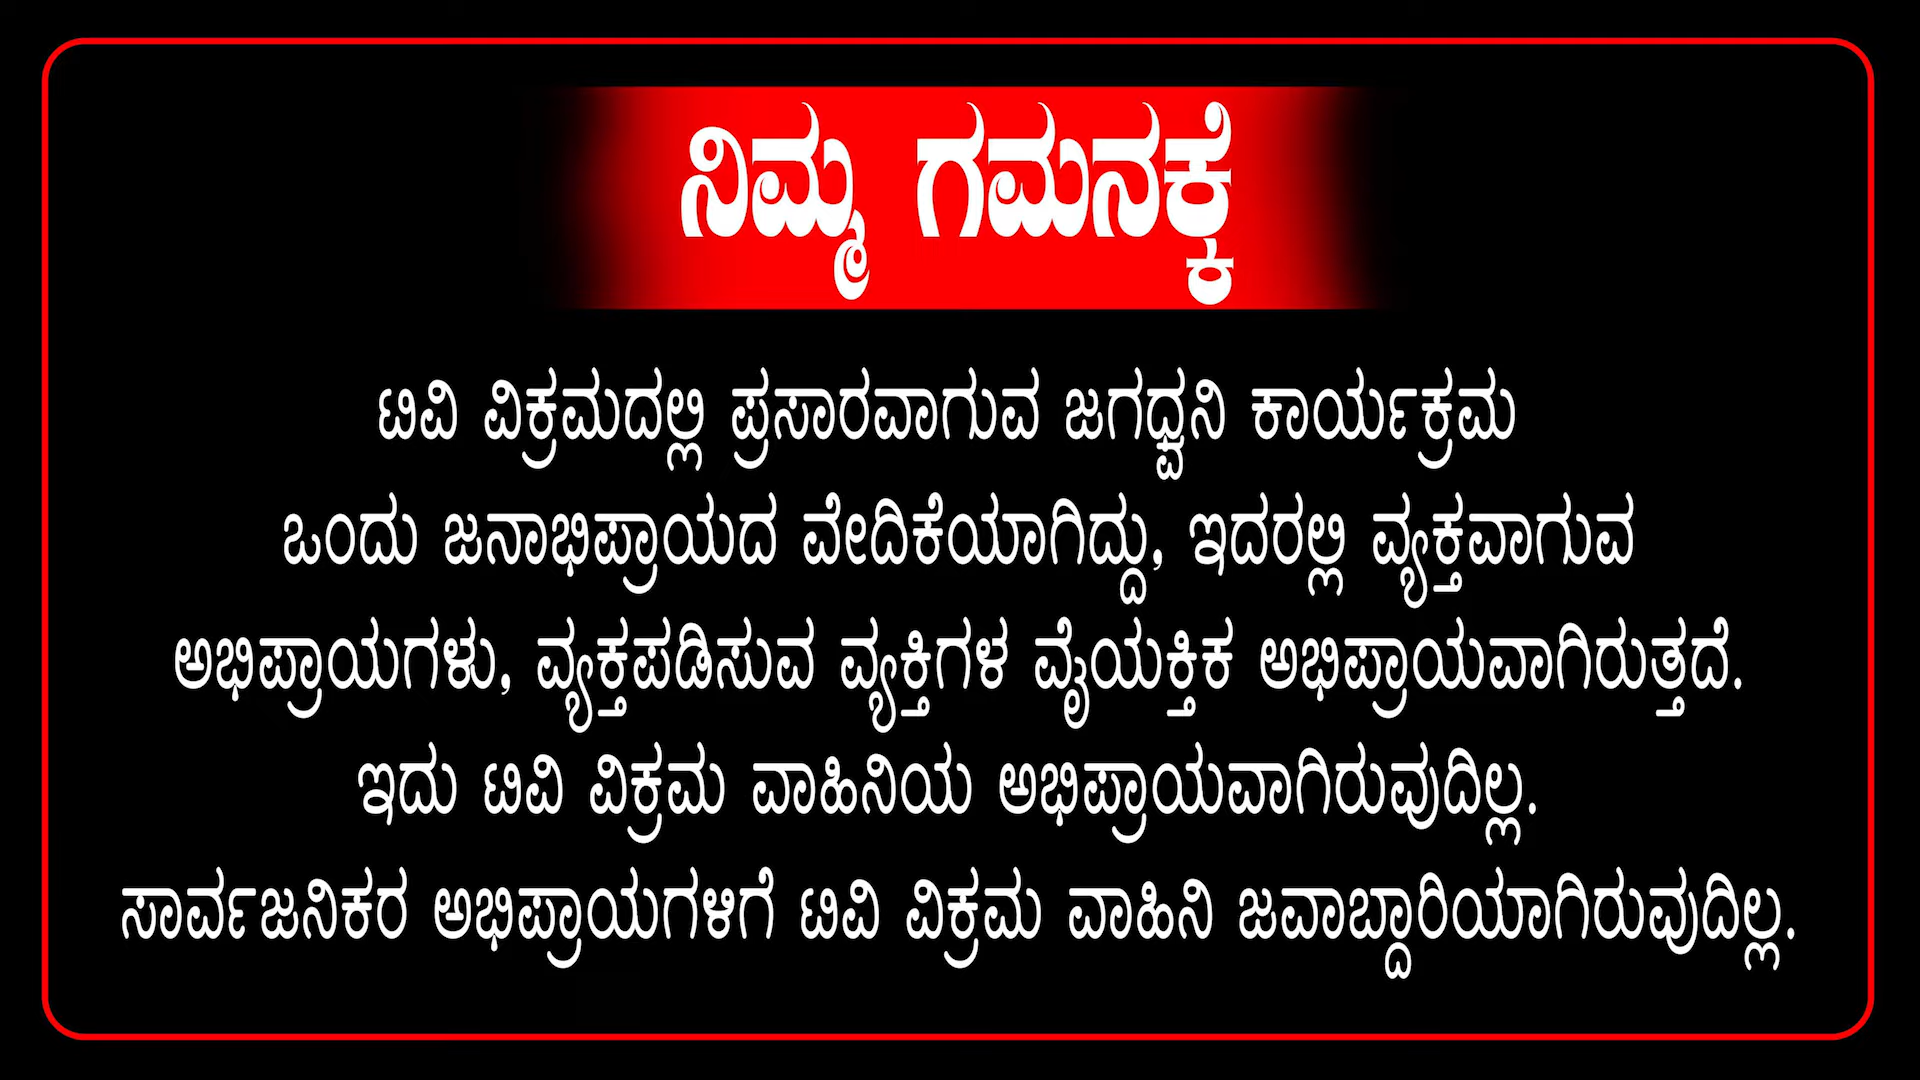 ನಿಮ್ಮ ಗಮನಕ್ಕೆ
ಟಿವಿ ವಿಕ್ರಮದಲ್ಲಿ ಪ್ರಸಾರವಾಗುವ ಜಗಧ್ವನಿ ಕಾರ್ಯಕ್ರಮ
ಒಂದು ಜನಾಭಿಪ್ರಾಯದ ವೇದಿಕೆಯಾಗಿದ್ದು, ಇದರಲ್ಲಿ ವ್ಯಕ್ತವಾಗುವ
ಅಭಿಪ್ರಾಯಗಳು, ವ್ಯಕ್ತಪಡಿಸುವ ವ್ಯಕ್ತಿಗಳ ವೈಯಕ್ತಿಕ ಅಭಿಪ್ರಾಯವಾಗಿರುತ್ತದೆ.
ಇದು ಟಿವಿ ವಿಕ್ರಮ ವಾಹಿನಿಯ ಅಭಿಪ್ರಾಯವಾಗಿರುವುದಿಲ್ಲ.
ಸಾರ್ವಜನಿಕರ ಅಭಿಪ್ರಾಯಗಳಿಗೆ ಟಿವಿ ವಿಕ್ರಮ ವಾಹಿನಿ ಜವಾಬ್ದಾರಿಯಾಗಿರುವುದಿಲ್ಲ.